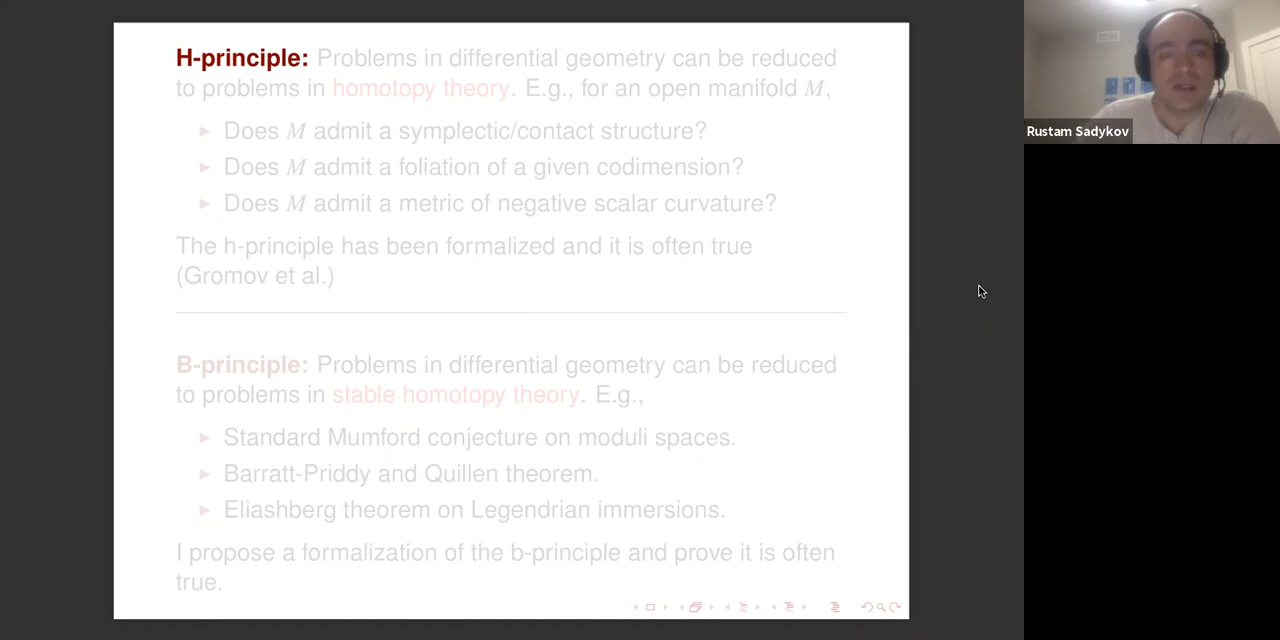 H-principle: Problems in differential geometry can be reduced
to problems in homotopy theory. E.g., for an open manifold M,
► Does M admit a symplectic/contact structure?
► Does M admit a foliation of a given codimension?
► Does M admit a metric of negative scalar curvature?
The h-principle has been formalized and it is often true
(Gromov et al.)
B-principle: Problems in differential geometry can be reduced
to problems in stable homotopy theory. E.g.,
► Standard Mumford conjecture on moduli spaces.
► Barratt-Priddy and Quillen theorem.
► Eliashberg theorem on Legendrian immersions.
I propose a formalization of the b-principle and prove it is often
true.
Rustam Sadykov